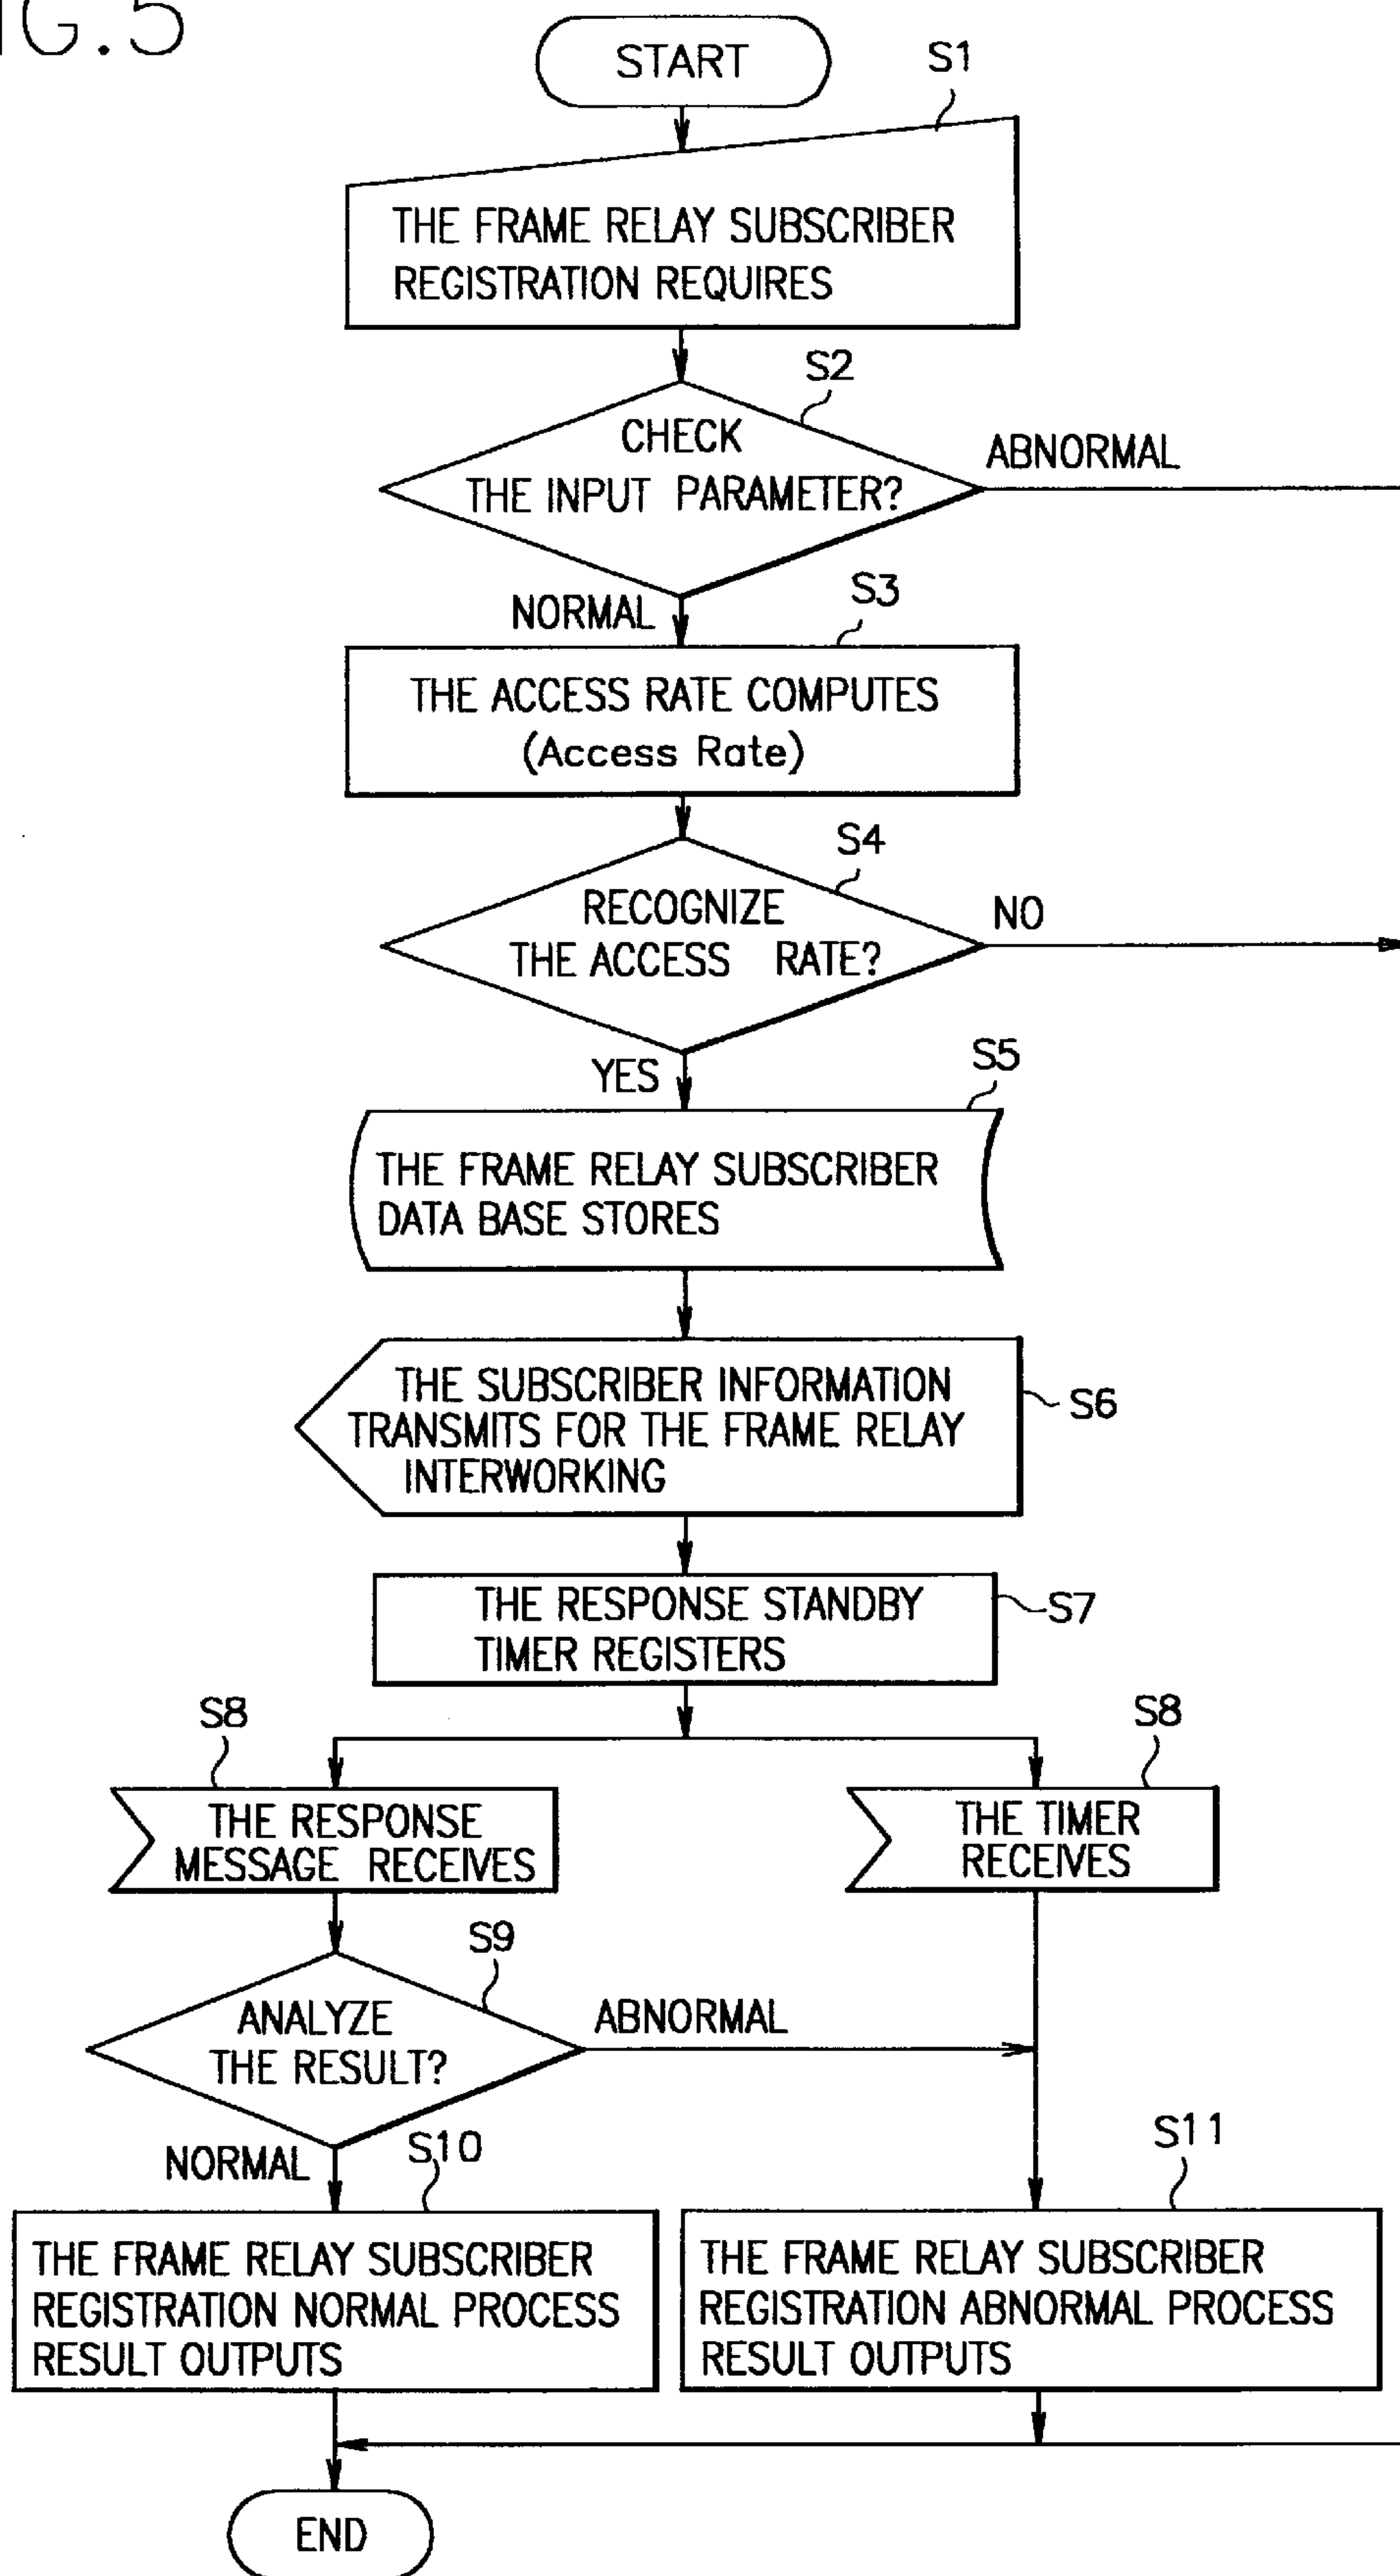 IG.5
START
S1
THE FRAME RELAY SUBSCRIBER
REGISTRATION REQUIRES
S2
CHECK
THE INPUT PARAMETER?
ABNORMAL
NORMAL
S3
THE ACCESS RATE COMPUTES
(Access Rate)
S4
RECOGNIZE
THE ACCESS RATE?
NO
YES
S5
THE FRAME RELAY SUBSCRIBER
DATA BASE STORES
THE SUBSCRIBER INFORMATION
TRANSMITS FOR THE FRAME RELAY
INTERWORKING
S6
THE RESPONSE STANDBY
TIMER REGISTERS
S7
S8
THE RESPONSE
MESSAGE RECEIVES
S8
THE TIMER
RECEIVES
S9
ANALYZE
THE RESULT?
ABNORMAL
NORMAL
S10
THE FRAME RELAY SUBSCRIBER
REGISTRATION NORMAL PROCESS
RESULT OUTPUTS
S11
THE FRAME RELAY SUBSCRIBER
REGISTRATION ABNORMAL PROCESS
RESULT OUTPUTS
END